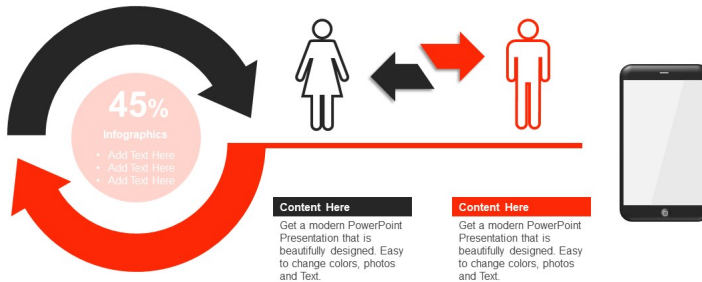 45%
Infographics
• Add Text Here
• Add Text Here
• Add Text Here
Content Here
Get a modern PowerPoint
Presentation that is
beautifully designed. Easy
to change colors, photos
and Text.
Content Here
Get a modern PowerPoint
Presentation that is
beautifully designed. Easy
to change colors, photos
and Text.